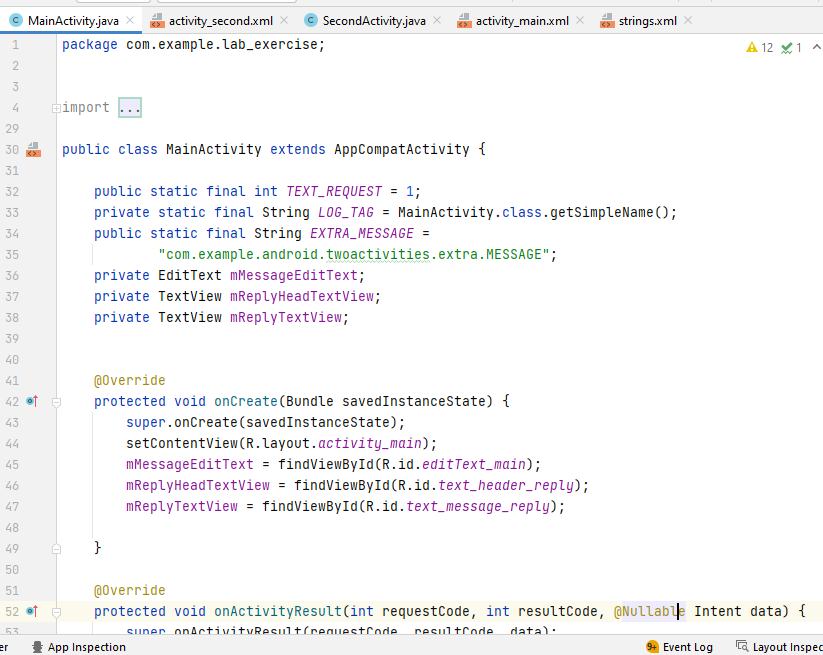 MainActivity.java activity_second.xml SecondActivity.java activity_main.xml strings.xml
1 package com.example.lab_exercise; 12 1
2
3
4 import ...
29
30 public class MainActivity extends AppCompatActivity {
31
32 public static final int TEXT_REQUEST = 1;
33 private static final String LOG_TAG = MainActivity.class.getSimpleName();
34 public static final String EXTRA_MESSAGE =
35 "com.example.android.twoactivities.extra.MESSAGE";
36 private EditText mMessageEditText;
37 private TextView mReplyHeadTextView;
38 private TextView mReplyTextView;
39
40
41 @Override
42 protected void onCreate(Bundle savedInstanceState) {
43 super.onCreate(savedInstanceState);
44 setContentView(R.layout.activity_main);
45 mMessageEditText = findViewById(R.id.editText_main);
46 mReplyHeadTextView = findViewById(R.id.text_header_reply);
47 mReplyTextView = findViewById(R.id.text_message_reply);
48
49 }
50
51 @Override
52 protected void onActivityResult(int requestCode, int resultCode, @Nullable Intent data) {
53 super.onActivityResult(requestCode, resultCode, data);
er App Inspection 9+ Event Log Layout Inspec